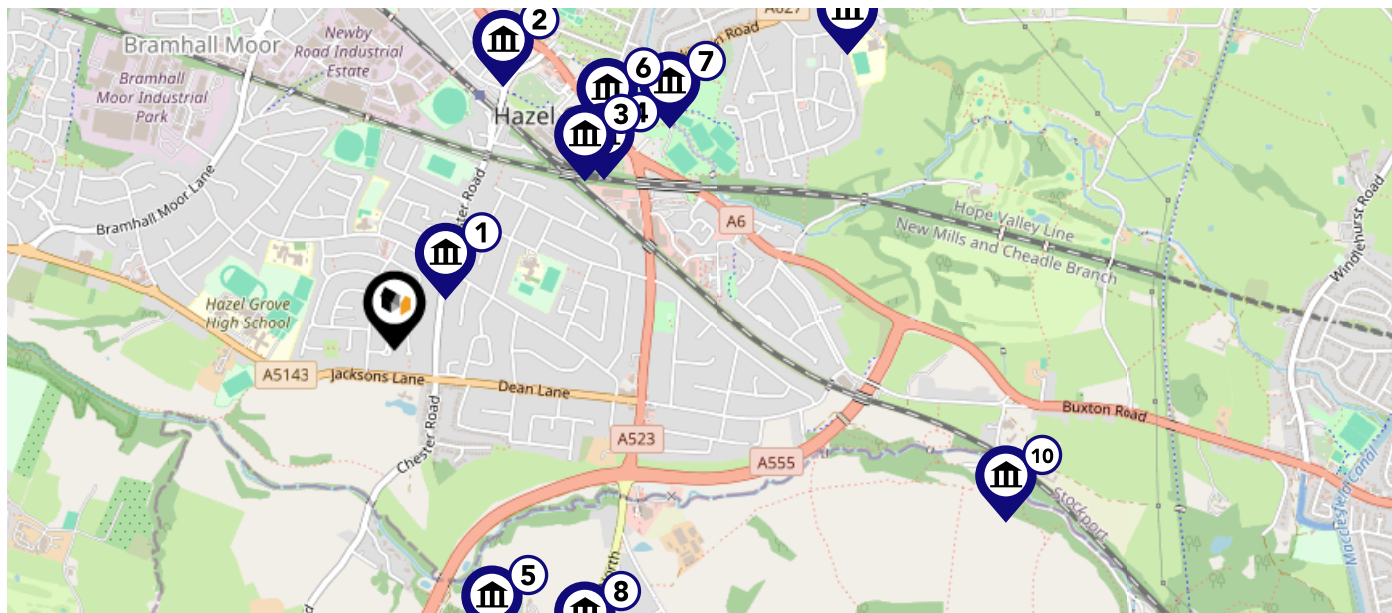 A627
2
Newby
Road Industrial
Estate
Bramhall Moor
Road
6
7
Bramhall
Moor Industrial
Park
Hazel
3
4
Bramhall Moor Lane
Road
A6
Hope Valley Line
New Mills and Cheadle Branch
Windlehurst Road
1
Hazel Grove
High School
A5143
Jacksons Lane
Dean Lane
Buxton Road
A523
Chester Road
A555
10
Stockport
Macclesfield Canal
5
8